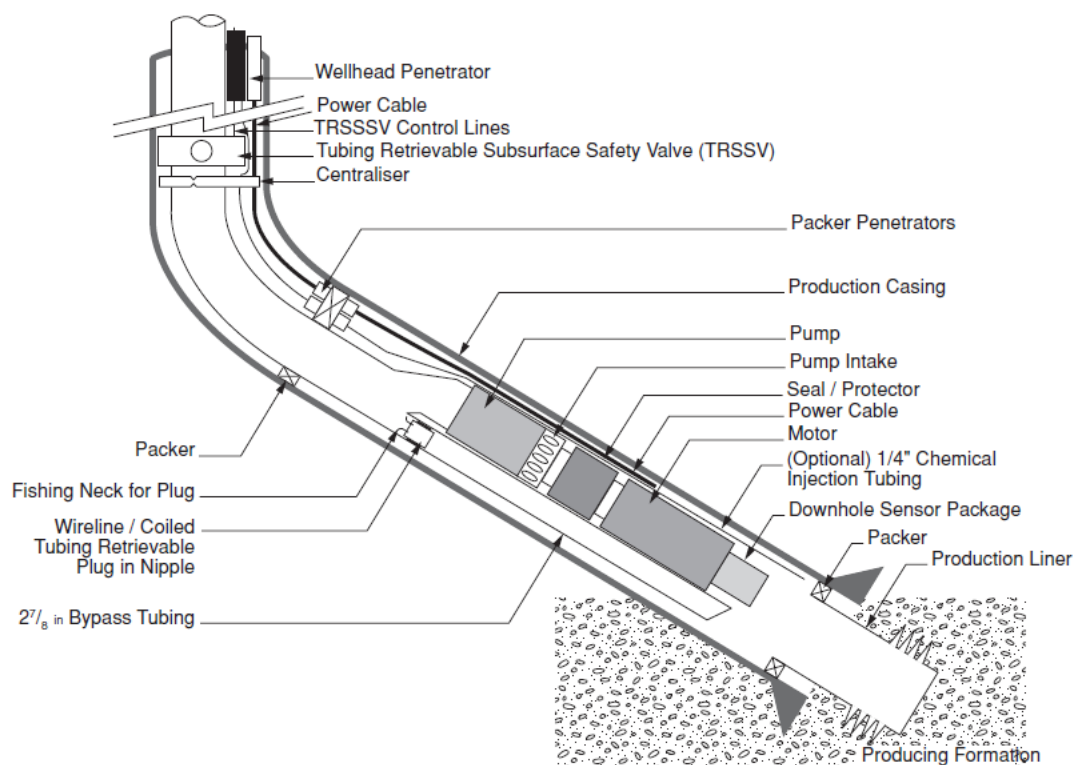 Wellhead Penetrator
Power Cable
TRSSSV Control Lines
Tubing Retrievable Subsurface Safety Valve (TRSSV)
Centraliser
Packer Penetrators
Production Casing
Pump
Pump Intake
Seal / Protector
Power Cable
Motor
(Optional) 1/4" Chemical
Injection Tubing
Downhole Sensor Package
Packer
Production Liner
Packer
Fishing Neck for Plug
Wireline / Coiled
Tubing Retrievable
Plug in Nipple
2 7/8 in Bypass Tubing
Producing Formation